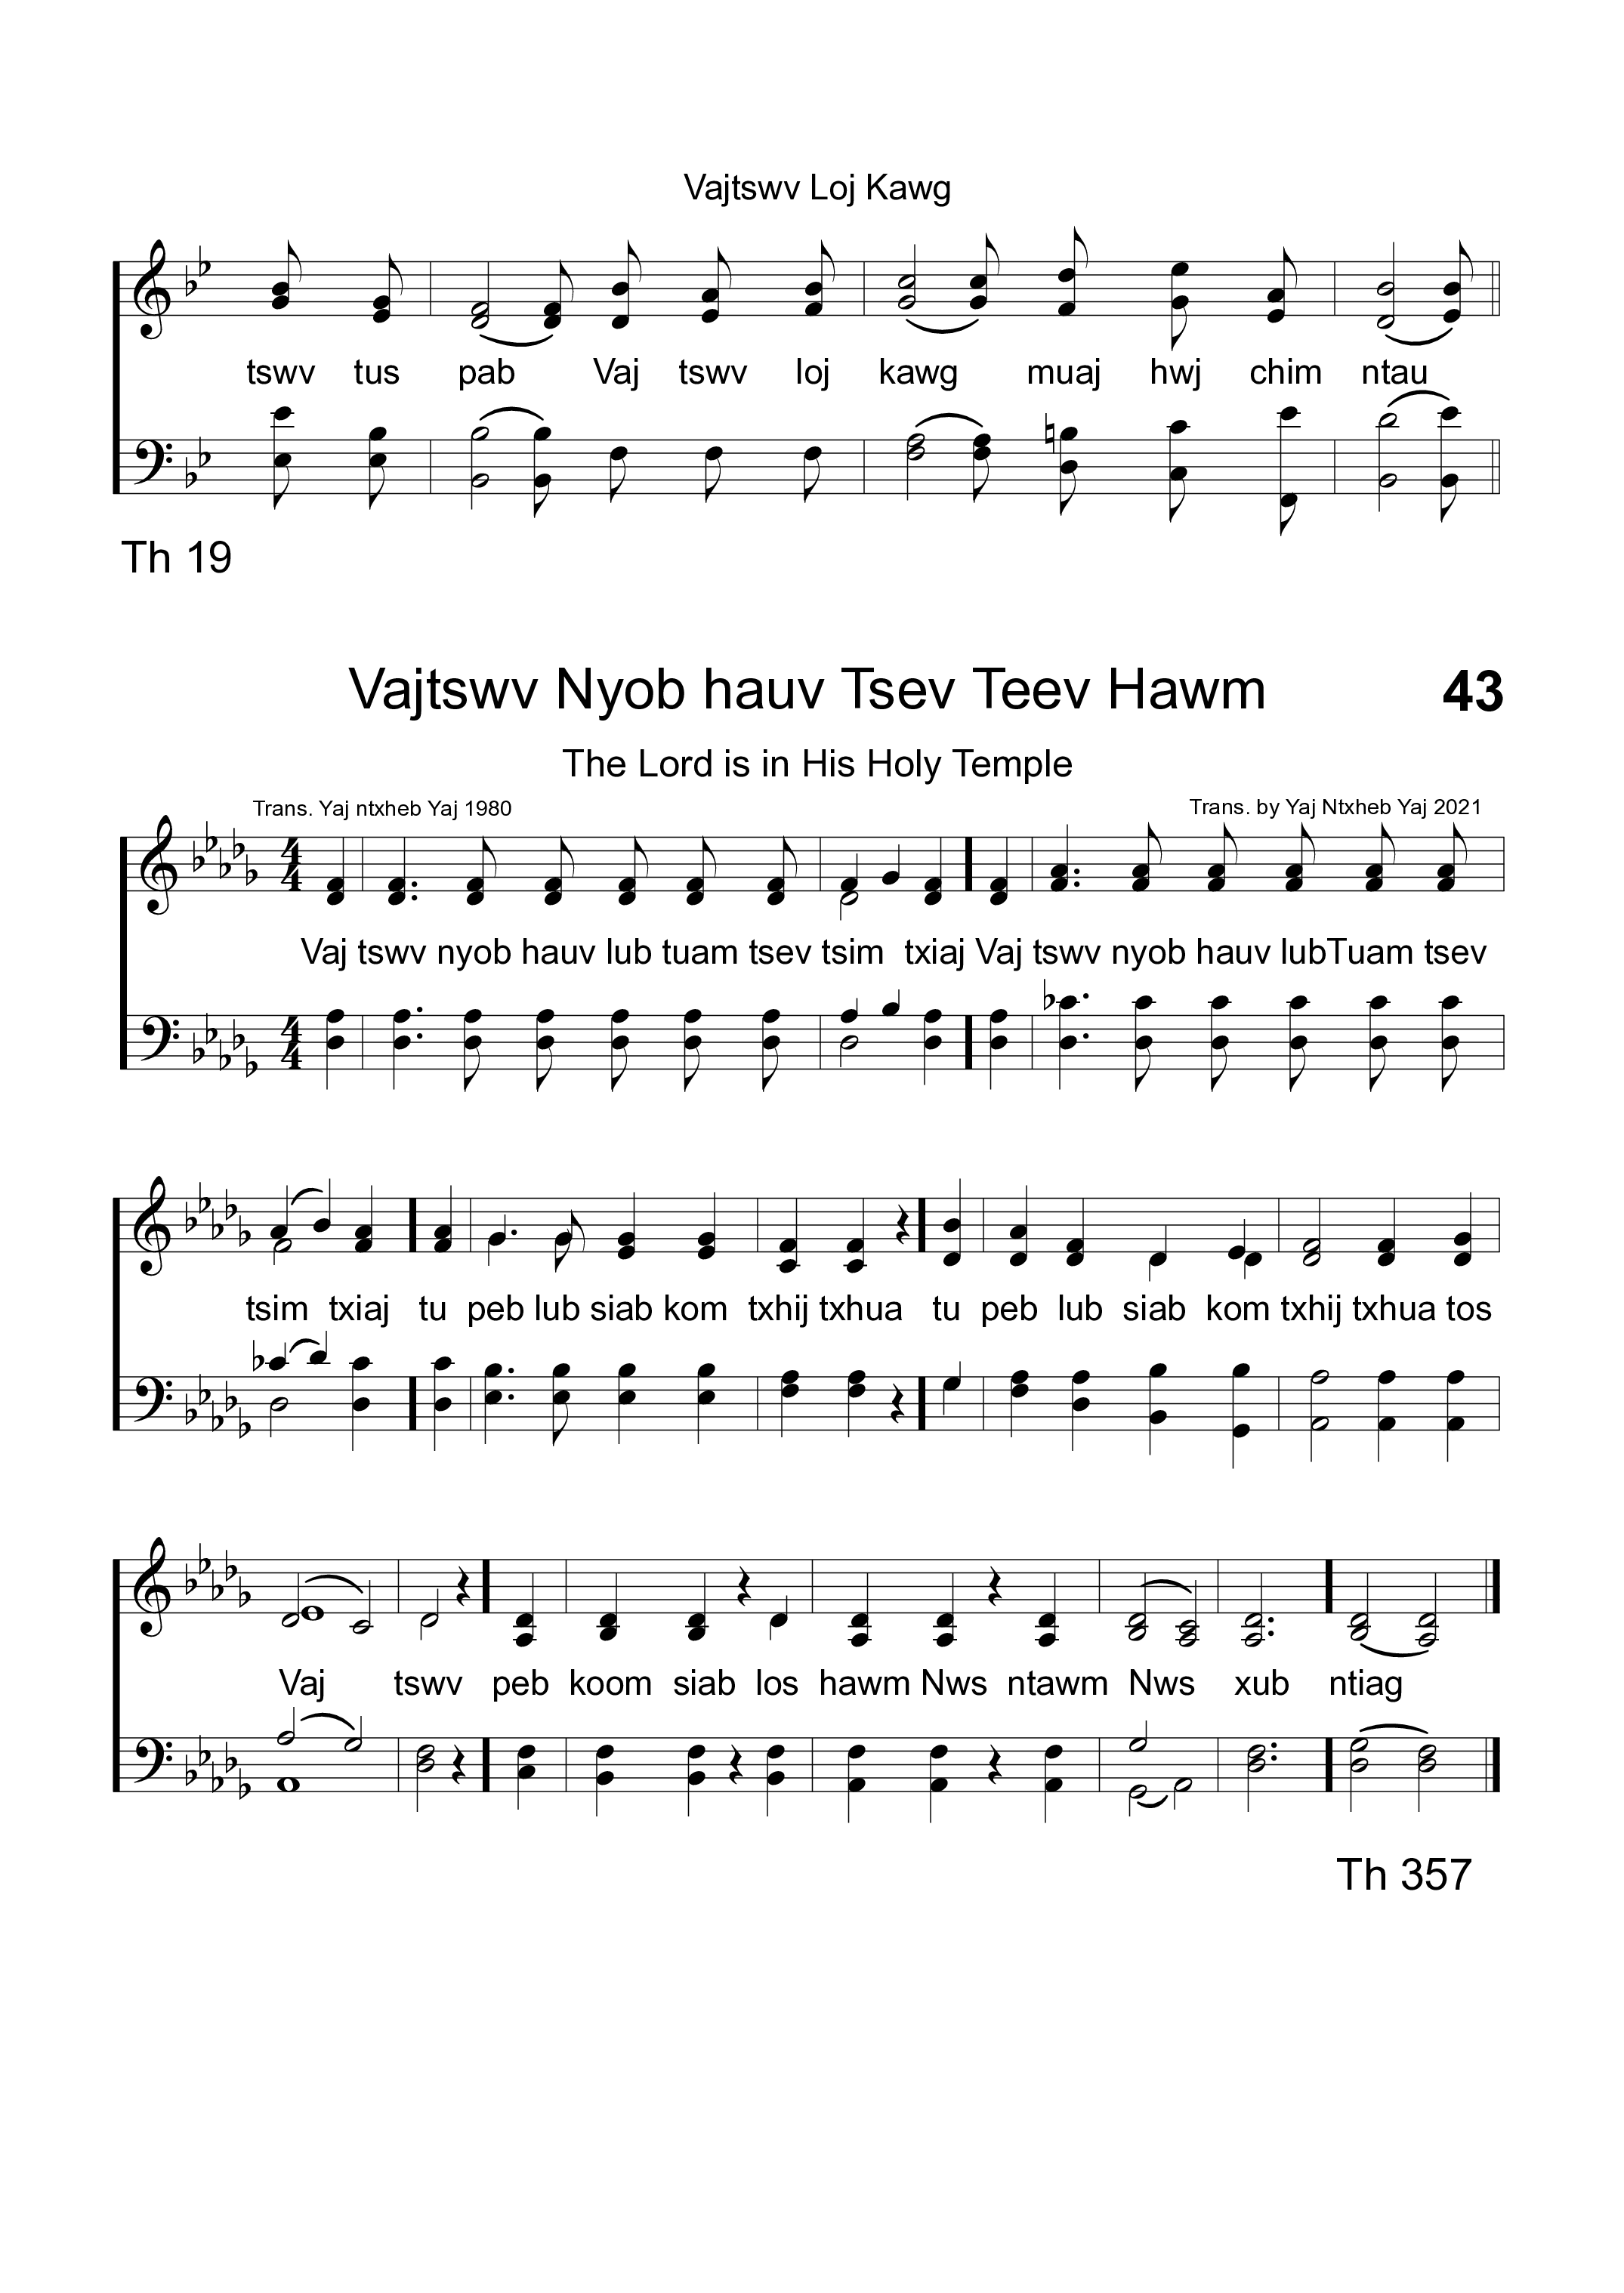 Vajtswv Loj Kawg
tswv tus pab Vaj tswv loj kawg muaj hwj chim ntau
Th 19
Vajtswv Nyob hauv Tsev Teev Hawm 43
The Lord is in His Holy Temple
Trans. Yaj ntxheb Yaj 1980 Trans. by Yaj Ntxheb Yaj 2021
4 4
Vaj tswv nyob hauv lub tuam tsev tsim txiaj Vaj tswv nyob hauv lubTuam tsev
4 4
tsim txiaj tu peb lub siab kom txhij txhua tu peb lub siab kom txhij txhua tos
Vaj tswv peb koom siab los hawm Nws ntawm Nws xub ntiag
Th 357